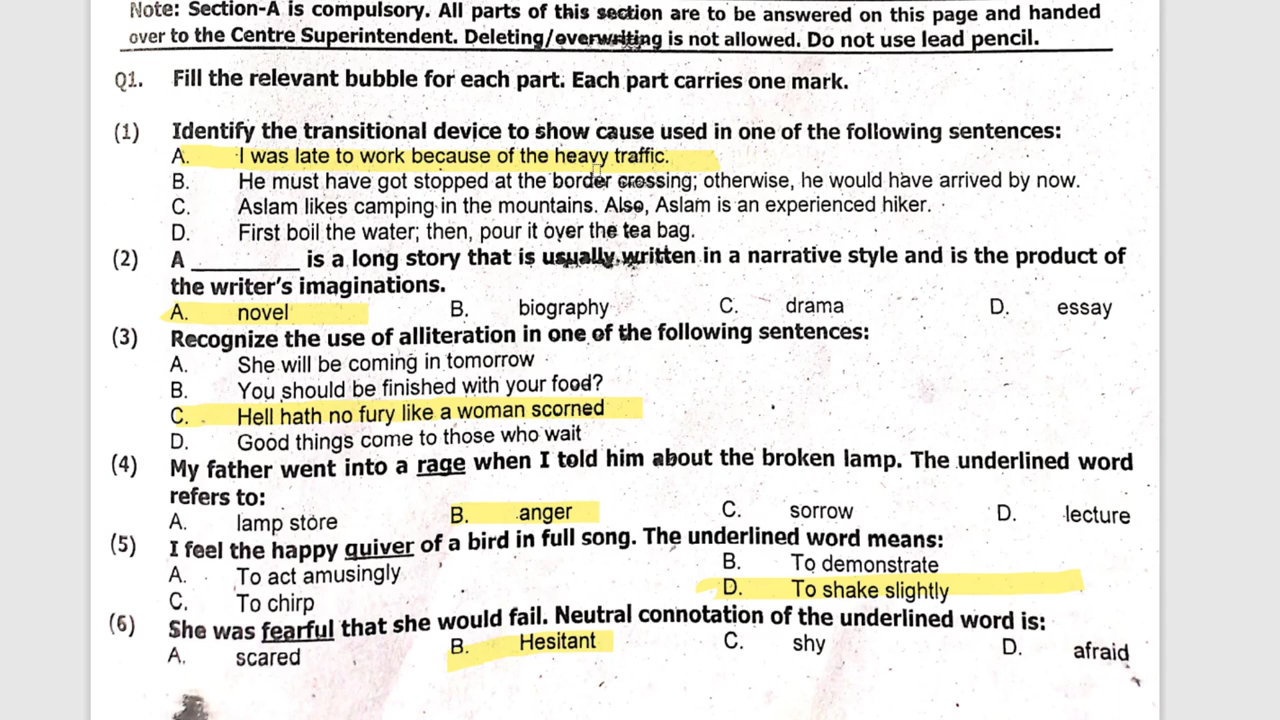 Note: Section-A is compulsory. All parts of this section are to be answered on this page and handed
over to the Centre Superintendent. Deleting/overwriting is not allowed. Do not use lead pencil.
Q1. Fill the relevant bubble for each part. Each part carries one mark.
(1) Identify the transitional device to show cause used in one of the following sentences:
A. I was late to work because of the heavy traffic.
B. He must have got stopped at the border crossing; otherwise, he would have arrived by now.
C. Aslam likes camping in the mountains. Also, Aslam is an experienced hiker.
D. First boil the water; then, pour it over the tea bag.
(2) A __________ is a long story that is usually written in a narrative style and is the product of
the writer's imaginations.
A. novel B. biography C. drama D. essay
(3) Recognize the use of alliteration in one of the following sentences:
A. She will be coming in tomorrow
B. You should be finished with your food?
C. Hell hath no fury like a woman scorned
D. Good things come to those who wait
(4) My father went into a rage when I told him about the broken lamp. The underlined word
refers to:
A. lamp store B. anger C. sorrow D. lecture
(5) I feel the happy quiver of a bird in full song. The underlined word means:
A. To act amusingly B. To demonstrate
C. To chirp D. To shake slightly
(6) She was fearful that she would fail. Neutral connotation of the underlined word is:
A. scared B. Hesitant C. shy D. afraid